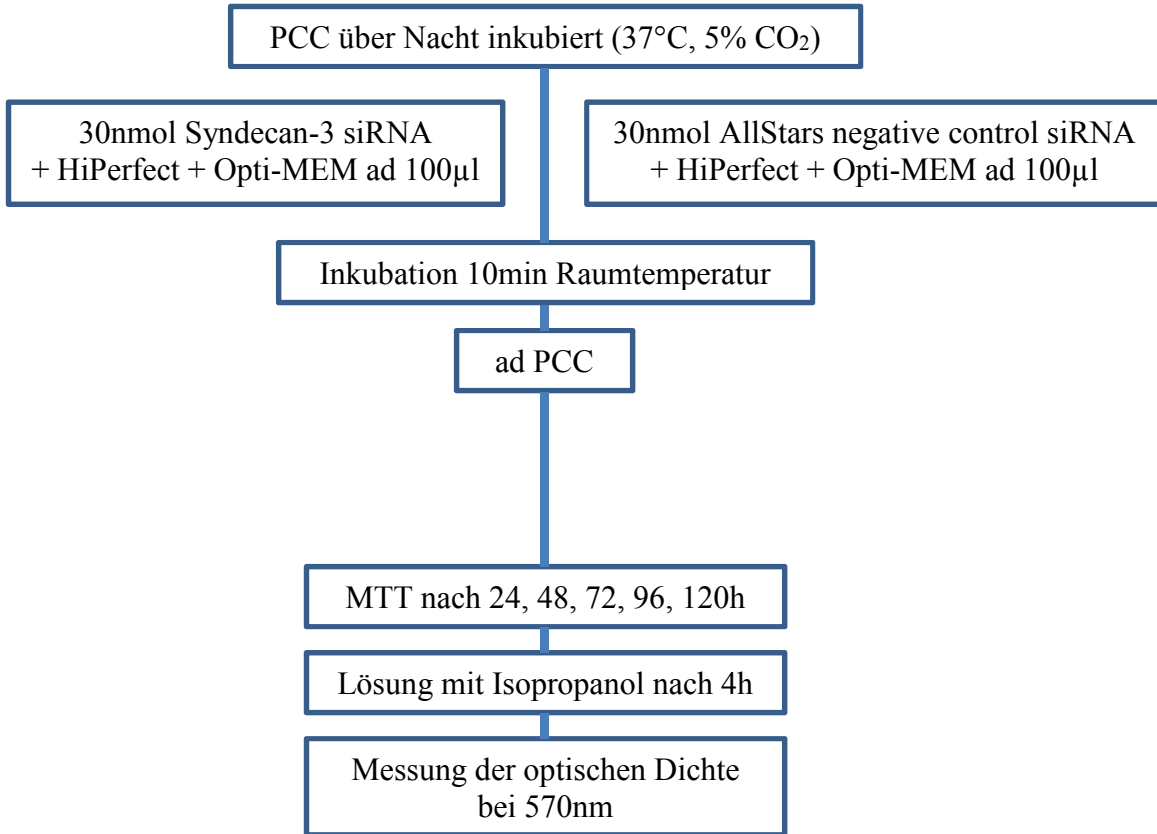 PCC über Nacht inkubiert (37°C, 5% CO₂)
30nmol Syndecan-3 siRNA
+ HiPerfect + Opti-MEM ad 100µl
30nmol AllStars negative control siRNA
+ HiPerfect + Opti-MEM ad 100µl
Inkubation 10min Raumtemperatur
ad PCC
MTT nach 24, 48, 72, 96, 120h
Lösung mit Isopropanol nach 4h
Messung der optischen Dichte
bei 570nm